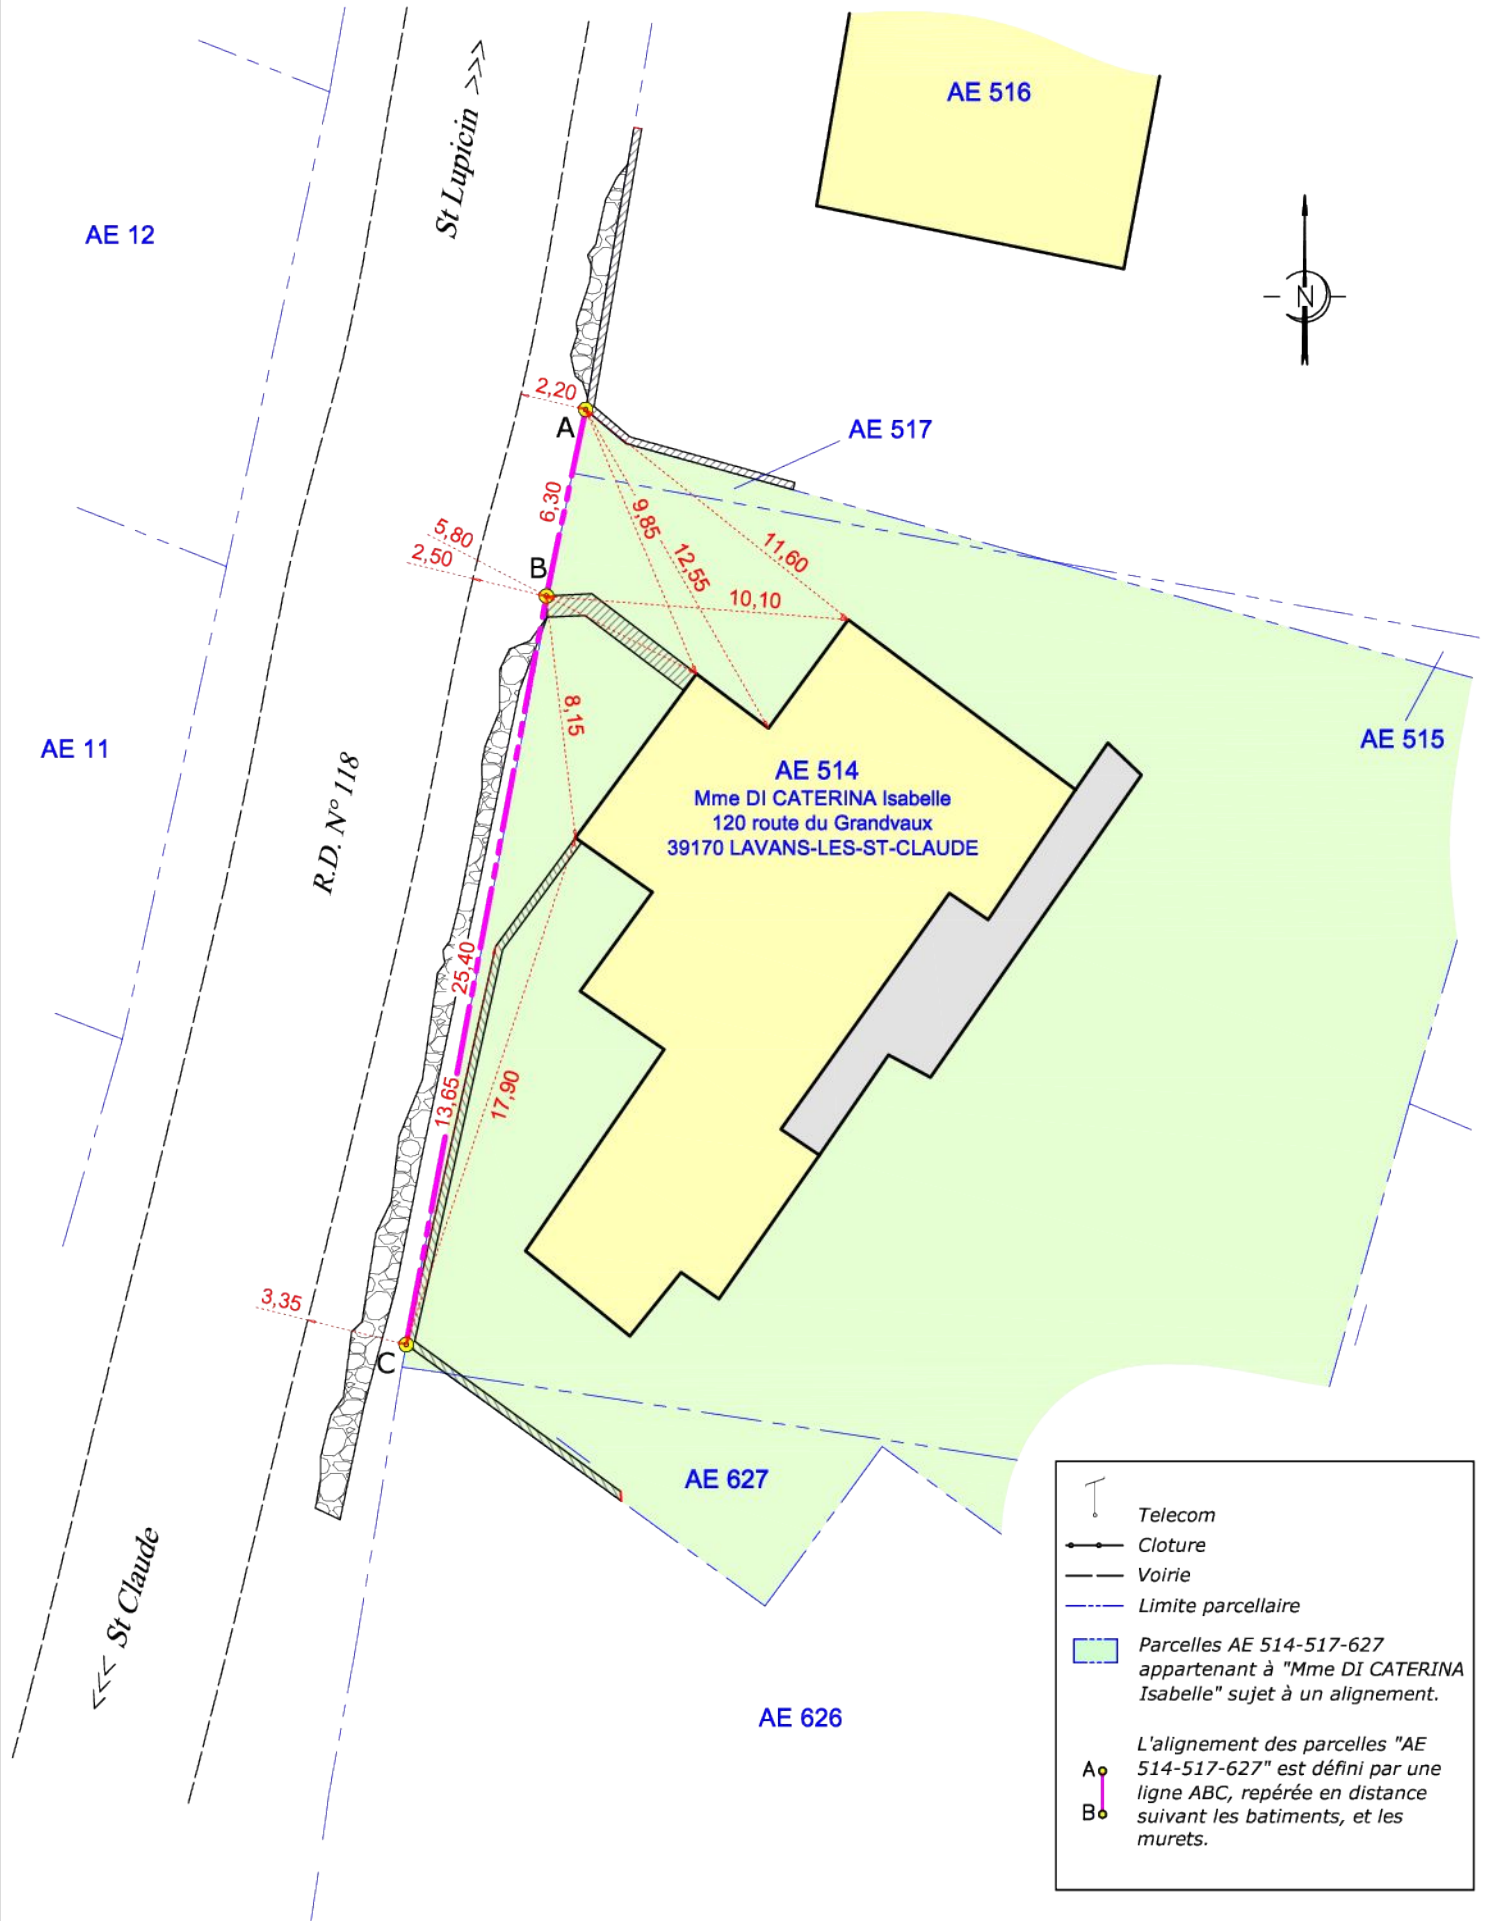 AE 516
St Lupicin >>>
AE 12
N
2,20
A
AE 517
6,30
9,85
12,55
11,60
5,80
2,50
B
10,10
8,15
AE 11
AE 515
R.D. N° 118
AE 514
Mme DI CATERINA Isabelle
120 route du Grandvaux
39170 LAVANS-LES-ST-CLAUDE
25,40
13,65
17,90
3,35
C
AE 627
<<< St Claude
AE 626
Telecom
Cloture
Voirie
Limite parcellaire
Parcelles AE 514-517-627
appartenant à "Mme DI CATERINA
Isabelle" sujet à un alignement.
L'alignement des parcelles "AE
A 514-517-627" est défini par une
ligne ABC, repérée en distance
B suivant les batiments, et les
murets.